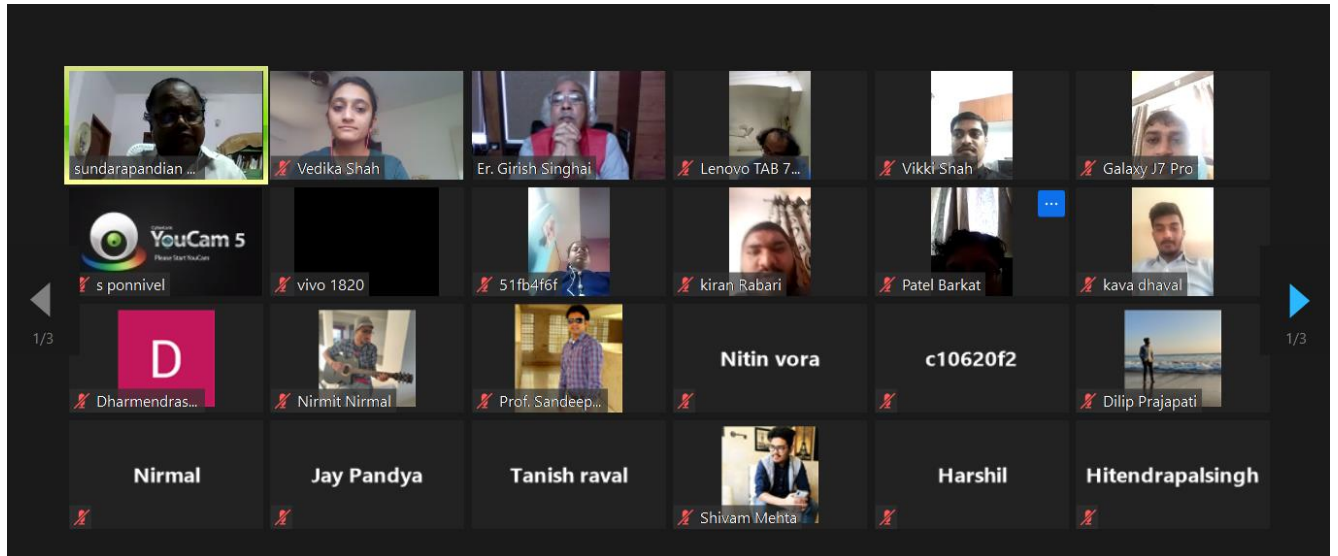 sundarapandian ...
Vedika Shah
Er. Girish Singhai
Lenovo TAB 7...
Vikki Shah
Galaxy J7 Pro
CyberLink
YouCam 5
Please Start YouCam
s ponnivel
vivo 1820
51fb4f6f
kiran Rabari
Patel Barkat
...
kava dhaval
1/3
1/3
D
Dharmendras...
Nirmit Nirmal
Prof. Sandeep...
Nitin vora
c10620f2
Dilip Prajapati
Nirmal
Jay Pandya
Tanish raval
Shivam Mehta
Harshil
Hitendrapalsingh